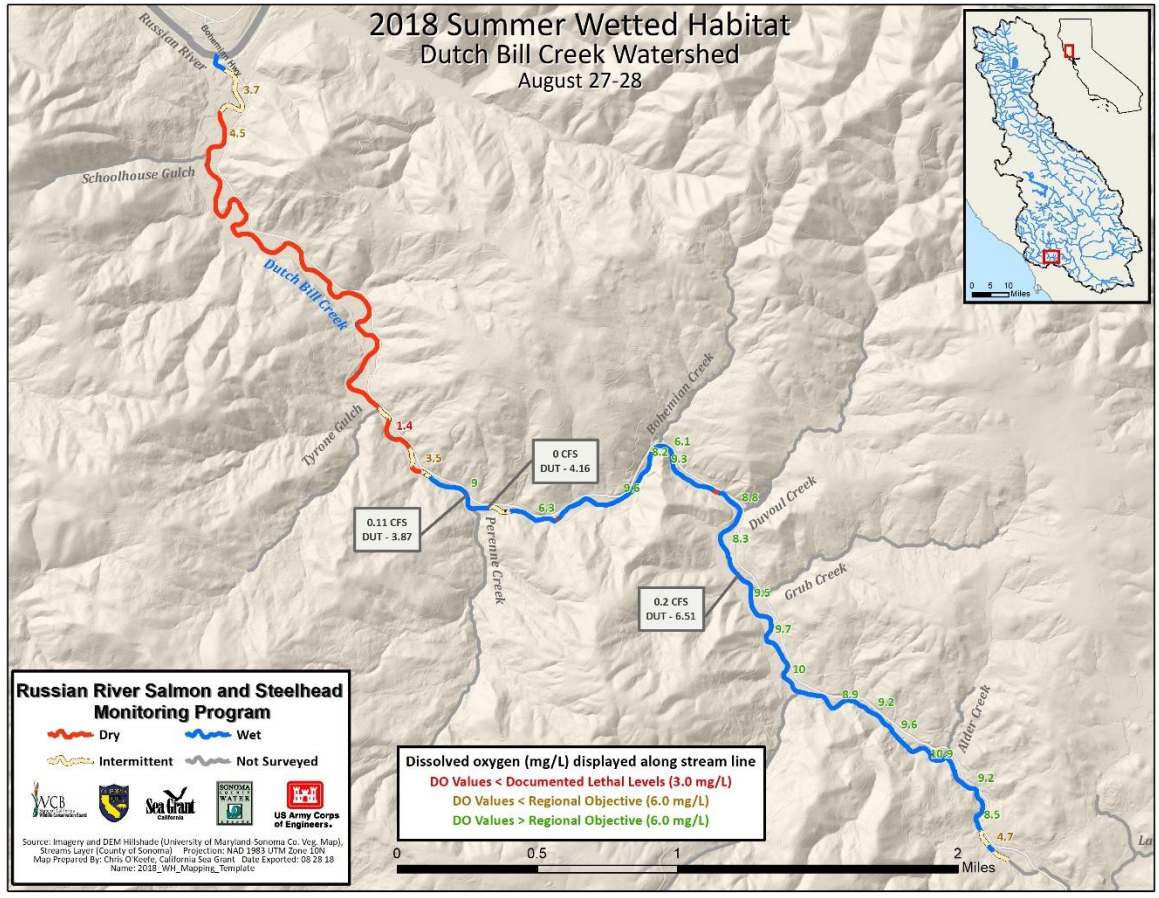 2018 Summer Wetted Habitat
Dutch Bill Creek Watershed
August 27-28
Russian River
Bohemian Hwy
3.7
4.5
Schoolhouse Gulch
Dutch Bill Creek
Tyrone Gulch
1.4
3.5
9
0 CFS
DUT - 4.16
0.11 CFS
DUT - 3.87
Perenne Creek
6.3
9.6
Bohemian Creek
8.2
6.1
9.3
8.8
Duvoul Creek
8.3
0.2 CFS
DUT - 6.51
9.5
Grub Creek
9.7
10
8.9
9.2
9.6
10.9
Alder Creek
9.2
8.5
4.7
La
0 5 10
Miles
Russian River Salmon and Steelhead
Monitoring Program
Dry Wet
Intermittent Not Surveyed
WCB
Sea Grant
California
SONOMA
COUNTY
WATER
AGENCY
US Army Corps
of Engineers®
Source: Imagery and DEM Hillshade (University of Maryland-Sonoma Co. Veg. Map),
Streams Layer (County of Sonoma) Projection: NAD 1983 UTM Zone 10N
Map Prepared By: Chris O'Keefe, California Sea Grant Date Exported: 08 28 18
Name: 2018_WH_Mapping_Template
Dissolved oxygen (mg/L) displayed along stream line
DO Values < Documented Lethal Levels (3.0 mg/L)
DO Values < Regional Objective (6.0 mg/L)
DO Values > Regional Objective (6.0 mg/L)
0 0.5 1 2
Miles